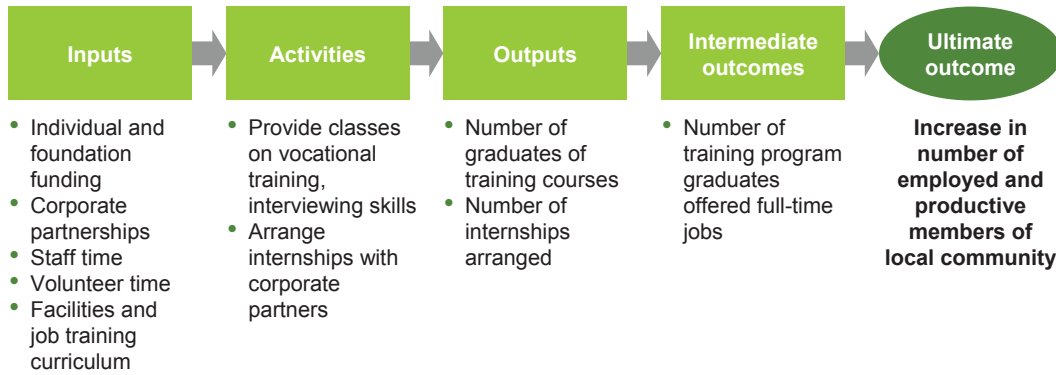 Inputs
Activities
Outputs
Intermediate
outcomes
Ultimate
outcome
• Individual and
foundation
funding
• Corporate
partnerships
• Staff time
• Volunteer time
• Facilities and
job training
curriculum
• Provide classes
on vocational
training,
interviewing skills
• Arrange
internships with
corporate
partners
• Number of
graduates of
training courses
• Number of
internships
arranged
• Number of
training program
graduates
offered full-time
jobs
Increase in
number of
employed and
productive
members of
local community